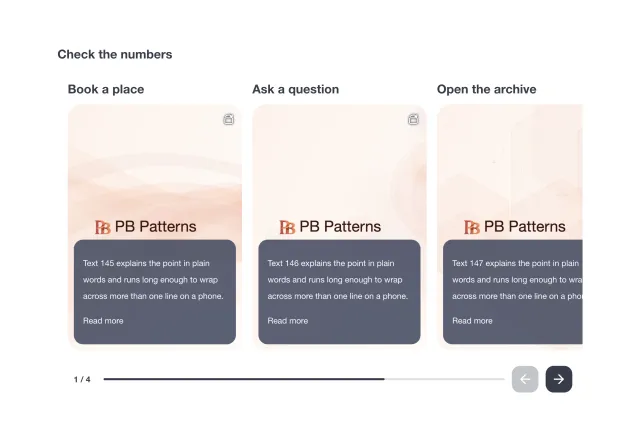 Check the numbers
Book a place
PB PB Patterns
Text 145 explains the point in plain
words and runs long enough to wrap
across more than one line on a phone.
Read more
Ask a question
PB PB Patterns
Text 146 explains the point in plain
words and runs long enough to wrap
across more than one line on a phone.
Read more
Open the archive
PB PB Patterns
Text 147 explains the point in plain
words and runs long enough to
across more than one line on a
Read more
1 / 4